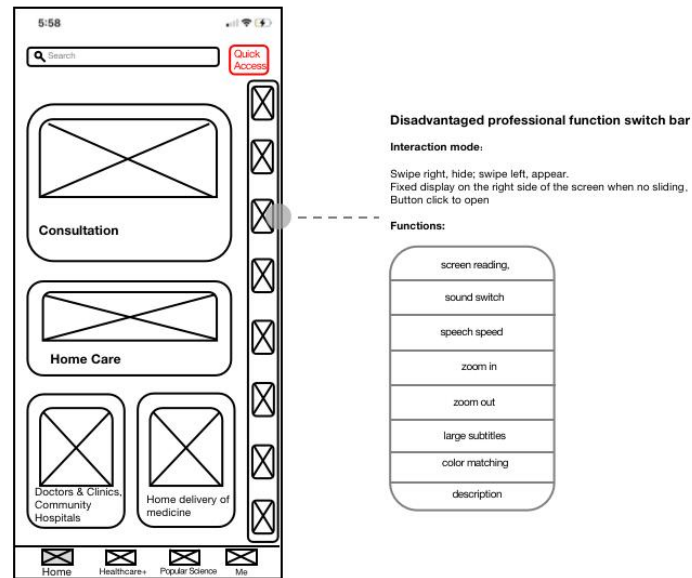 5:58
Search
Quick
Access
Consultation
Home Care
Doctors & Clinics,
Community
Hospitals
Home delivery of
medicine
Home
Healthcare+
Popular Science
Me
Disadvantaged professional function switch bar
Interaction mode:
Swipe right, hide; swipe left, appear.
Fixed display on the right side of the screen when no sliding,
Button click to open
Functions:
screen reading,
sound switch
speech speed
zoom in
zoom out
large subtitles
color matching
description